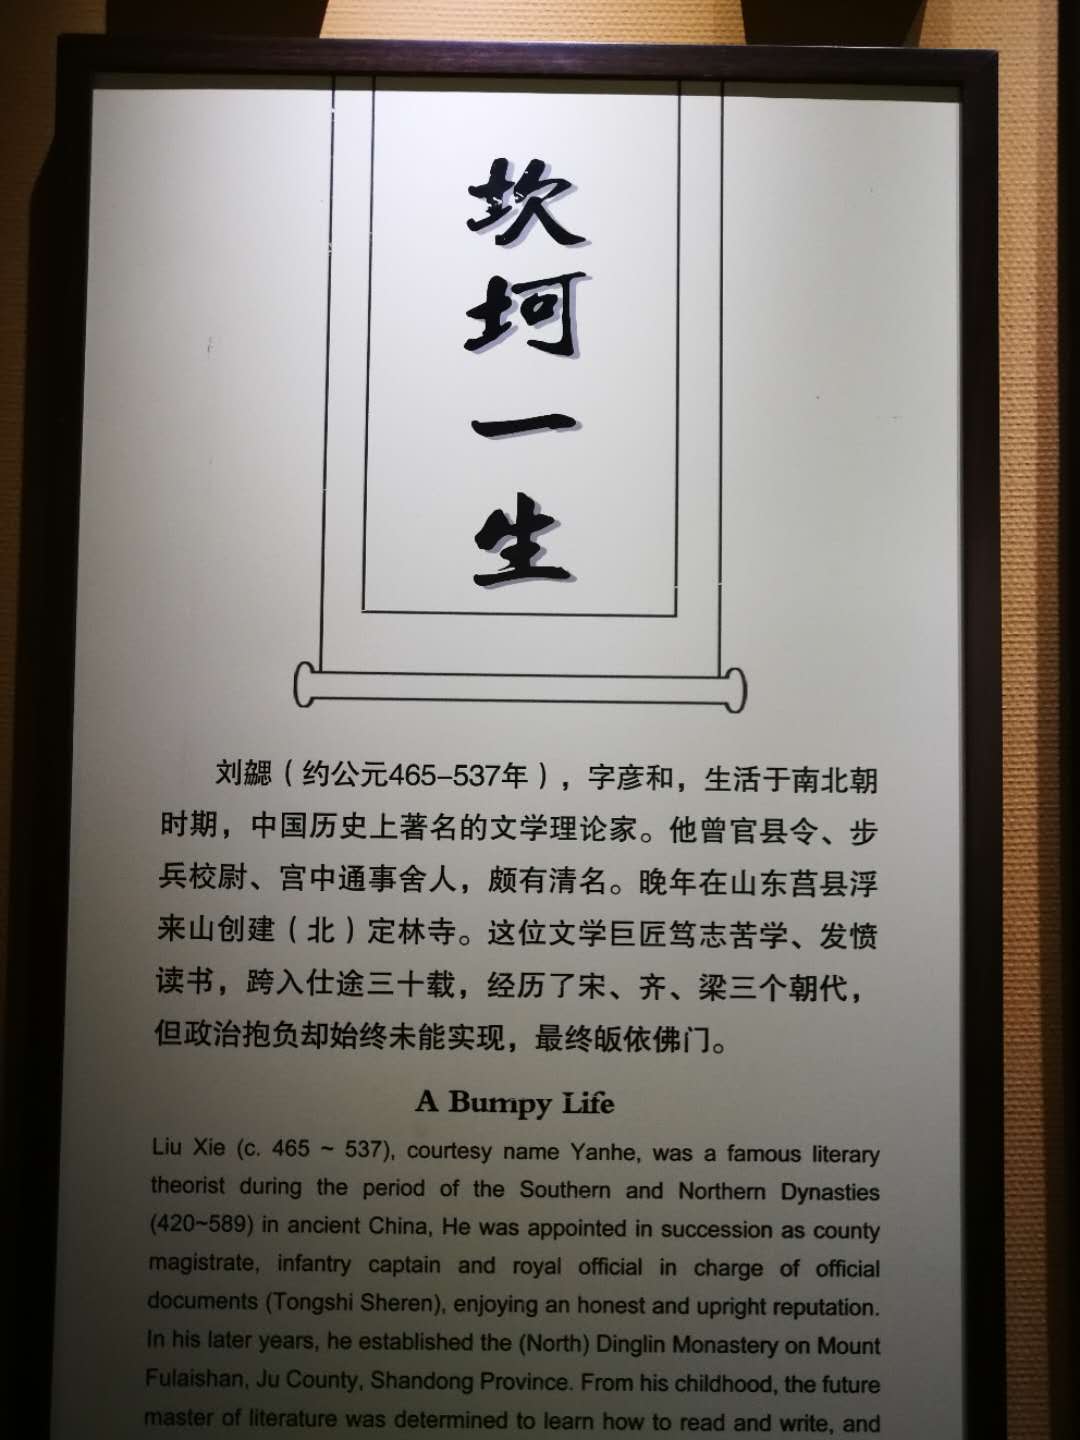 坎坷一生
刘勰（约公元465-537年），字彦和，生活于南北朝
时期，中国历史上著名的文学理论家。他曾官县令、步
兵校尉、宫中通事舍人，颇有清名。晚年在山东莒县浮
来山创建（北）定林寺。这位文学巨匠笃志苦学、发愤
读书，跨入仕途三十载，经历了宋、齐、梁三个朝代，
但政治抱负却始终未能实现，最终皈依佛门。
A Bumpy Life
Liu Xie (c. 465 ~ 537), courtesy name Yanhe, was a famous literary
theorist during the period of the Southern and Northern Dynasties
(420~589) in ancient China, He was appointed in succession as county
magistrate, infantry captain and royal official in charge of official
documents (Tongshi Sheren), enjoying an honest and upright reputation.
In his later years, he established the (North) Dinglin Monastery on Mount
Fulaishan, Ju County, Shandong Province. From his childhood, the future
master of literature was determined to learn how to read and write, and